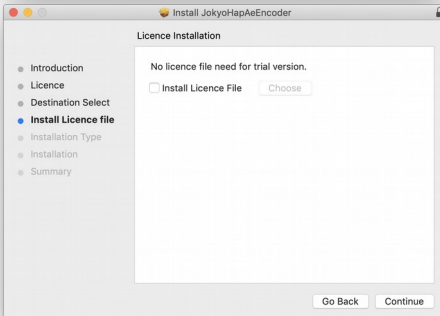 Install JokyoHapAeEncoder
Licence Installation
Introduction
Licence
Destination Select
Install Licence file
Installation Type
Installation
Summary
No licence file need for trial version.
Install Licence File
Choose
Go Back
Continue